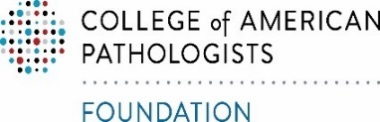 COLLEGE of AMERICAN
PATHOLOGISTS
FOUNDATION